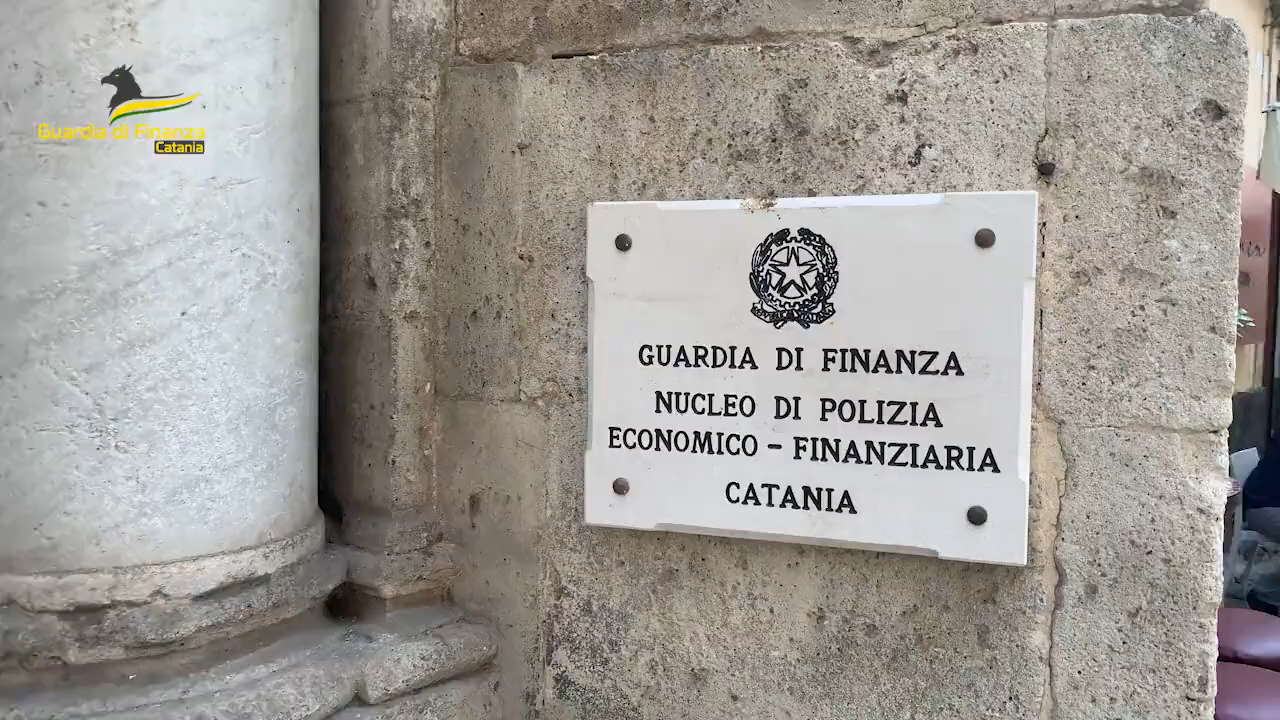 Guardia di Finanza
Catania
GUARDIA DI FINANZA
NUCLEO DI POLIZIA
ECONOMICO - FINANZIARIA
CATANIA